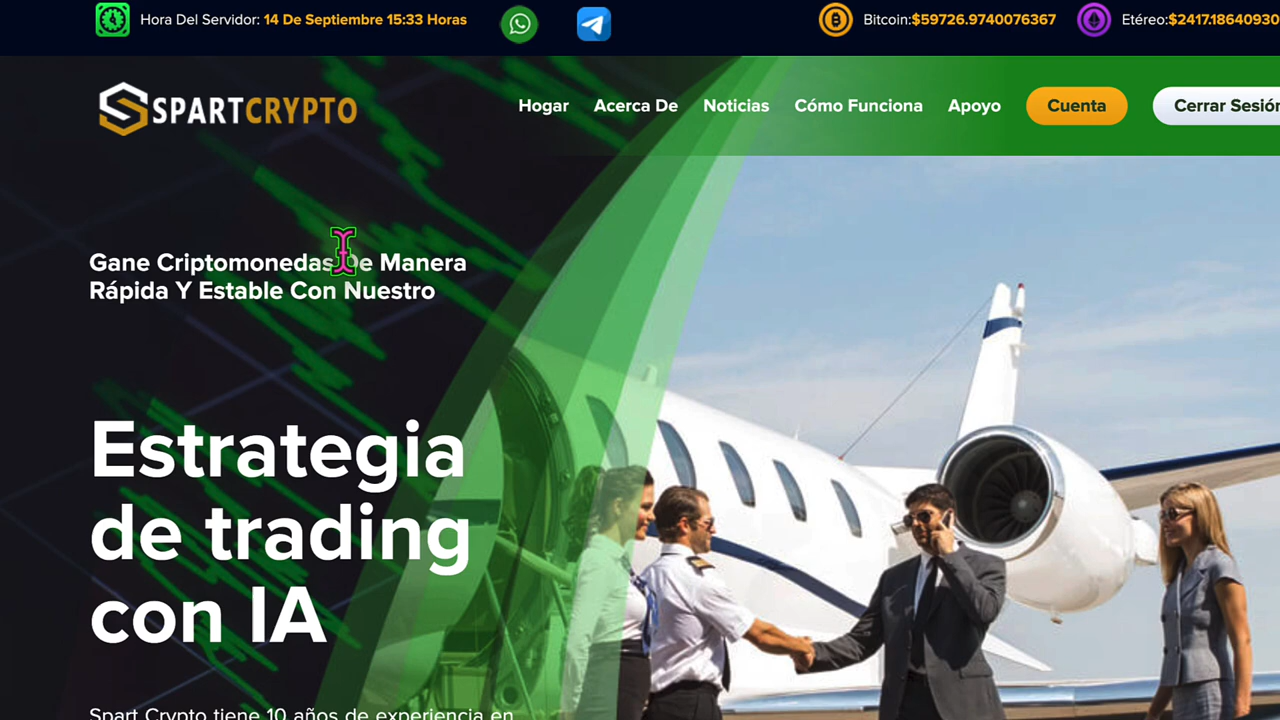 Hora Del Servidor: 14 De Septiembre 15:33 Horas
Bitcoin:$59726.9740076367
Etéreo:$2417.18640930
SPARTCRYPTO
Hogar
Acerca De
Noticias
Cómo Funciona
Apoyo
Cuenta
Cerrar Sesión
Gane Criptomonedas De Manera
Rápida Y Estable Con Nuestro
Estrategia
de trading
con IA
Spart Crypto tiene 10 años de experiencia en